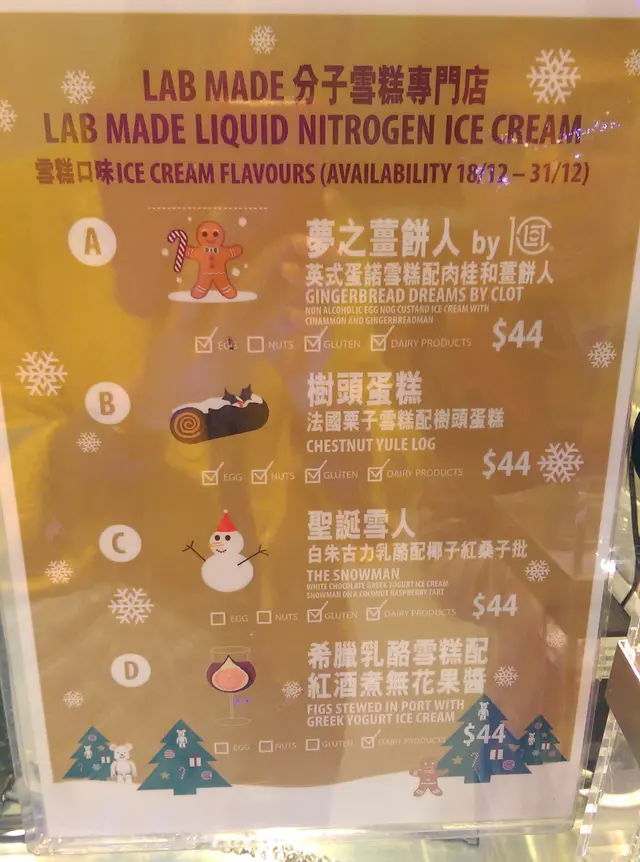 LAB MADE 分子雪糕專門店
LAB MADE LIQUID NITROGEN ICE CREAM
雪糕口味 ICE CREAM FLAVOURS (AVAILABILITY 18/12 – 31/12)
A
夢之薑餅人 by
英式蛋諾雪糕配肉桂和薑餅人
GINGERBREAD DREAMS BY CLOT
NON ALCOHOLIC EGG NOG CUSTARD ICE CREAM WITH
CINAMMON AND GINGERBREADMAN
EGG NUTS GLUTEN DAIRY PRODUCTS $44
B
樹頭蛋糕
法國栗子雪糕配樹頭蛋糕
CHESTNUT YULE LOG
EGG NUTS GLUTEN DAIRY PRODUCTS $44
C
聖誕雪人
白朱古力乳酪配椰子紅桑子批
THE SNOWMAN
WHITE CHOCOLATE GREEK YOGURT ICE CREAM
SNOWMAN ON A COCONUT RASPBERRY TART
EGG NUTS GLUTEN DAIRY PRODUCTS $44
D
希臘乳酪雪糕配
紅酒煮無花果醬
FIGS STEWED IN PORT WITH
GREEK YOGURT ICE CREAM
EGG NUTS GLUTEN DAIRY PRODUCTS $44